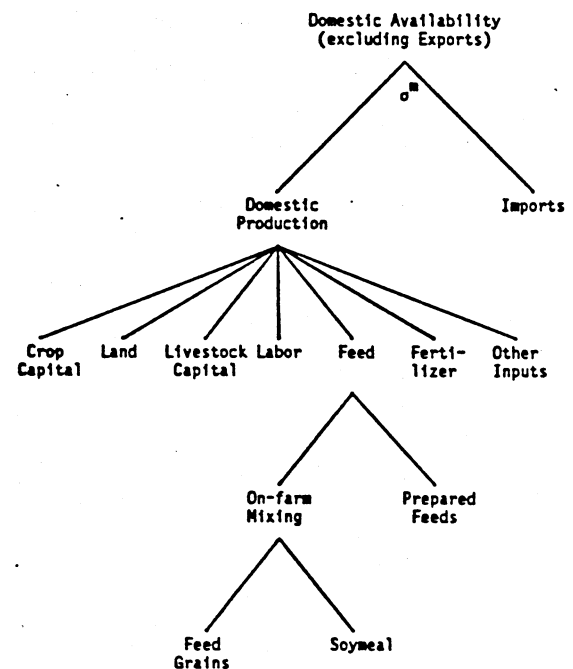 Domestic Availability
(excluding Exports)
σᵐ
Domestic
Production
Imports
Crop
Capital
Land
Livestock
Capital
Labor
Feed
Ferti-
lizer
Other
Inputs
On-farm
Mixing
Prepared
Feeds
Feed
Grains
Soymeal